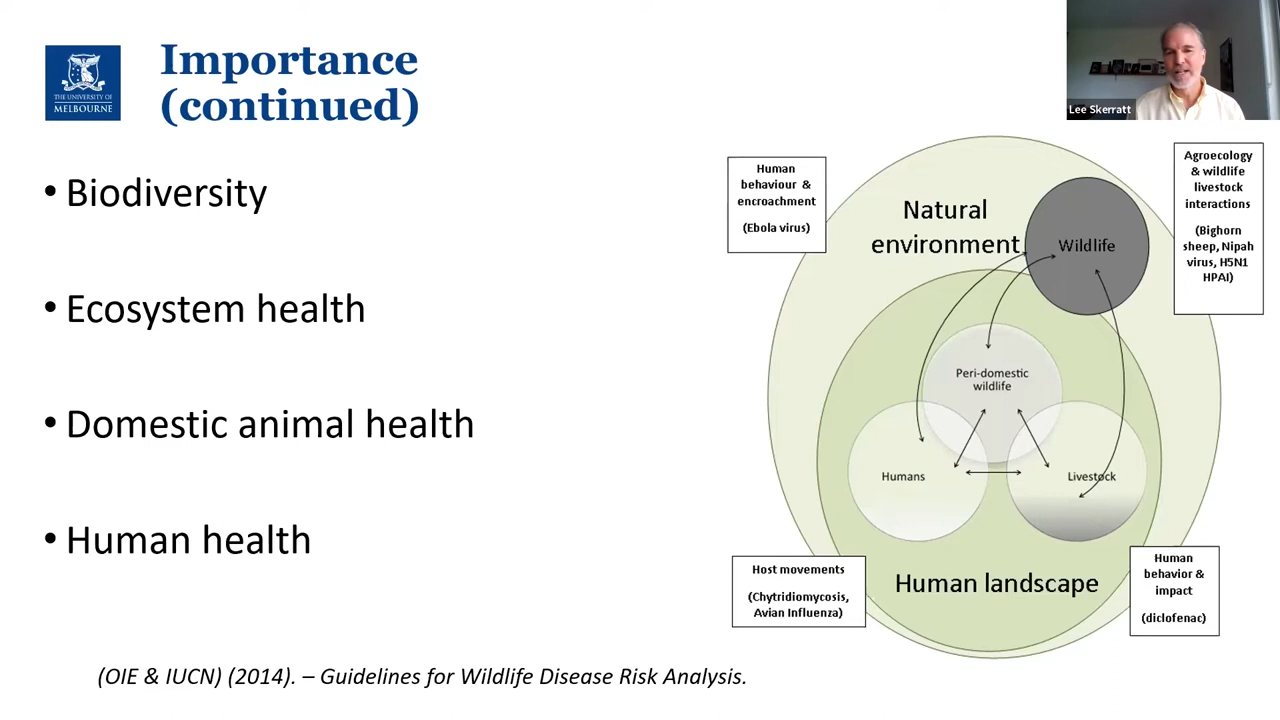 THE UNIVERSITY OF
MELBOURNE
Importance
(continued)
Lee Skerratt
• Biodiversity
• Ecosystem health
• Domestic animal health
• Human health
Human
behaviour &
encroachment
(Ebola virus)
Natural
environment
Wildlife
Agroecology
& wildlife
livestock
interactions
(Bighorn
sheep, Nipah
virus, H5N1
HPAI)
Peri-domestic
wildlife
Humans
Livestock
Human landscape
Host movements
(Chytridiomycosis,
Avian Influenza)
Human
behavior &
impact
(diclofenac)
(OIE & IUCN) (2014). – Guidelines for Wildlife Disease Risk Analysis.